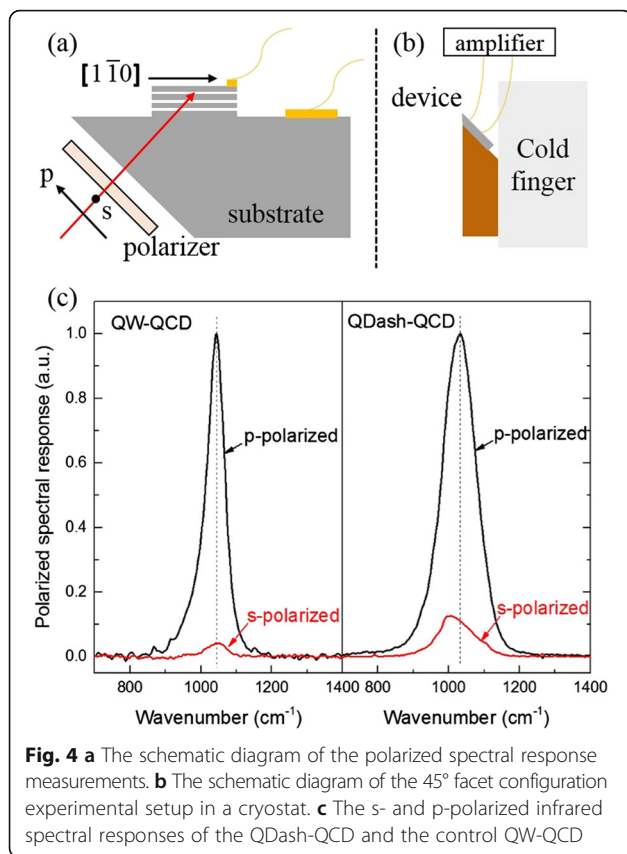 (a)
[11̄0]
p
s
polarizer
substrate
(b)
amplifier
device
Cold
finger
(c)
QW-QCD
QDash-QCD
1.0
0.8
0.6
0.4
0.2
0.0
p-polarized
p-polarized
s-polarized
s-polarized
Polarized spectral response (a.u.)
800 1000 1200 1400 800 1000 1200 1400
Wavenumber (cm⁻¹)
Wavenumber (cm⁻¹)
Fig. 4 a The schematic diagram of the polarized spectral response
measurements. b The schematic diagram of the 45° facet configuration
experimental setup in a cryostat. c The s- and p-polarized infrared
spectral responses of the QDash-QCD and the control QW-QCD